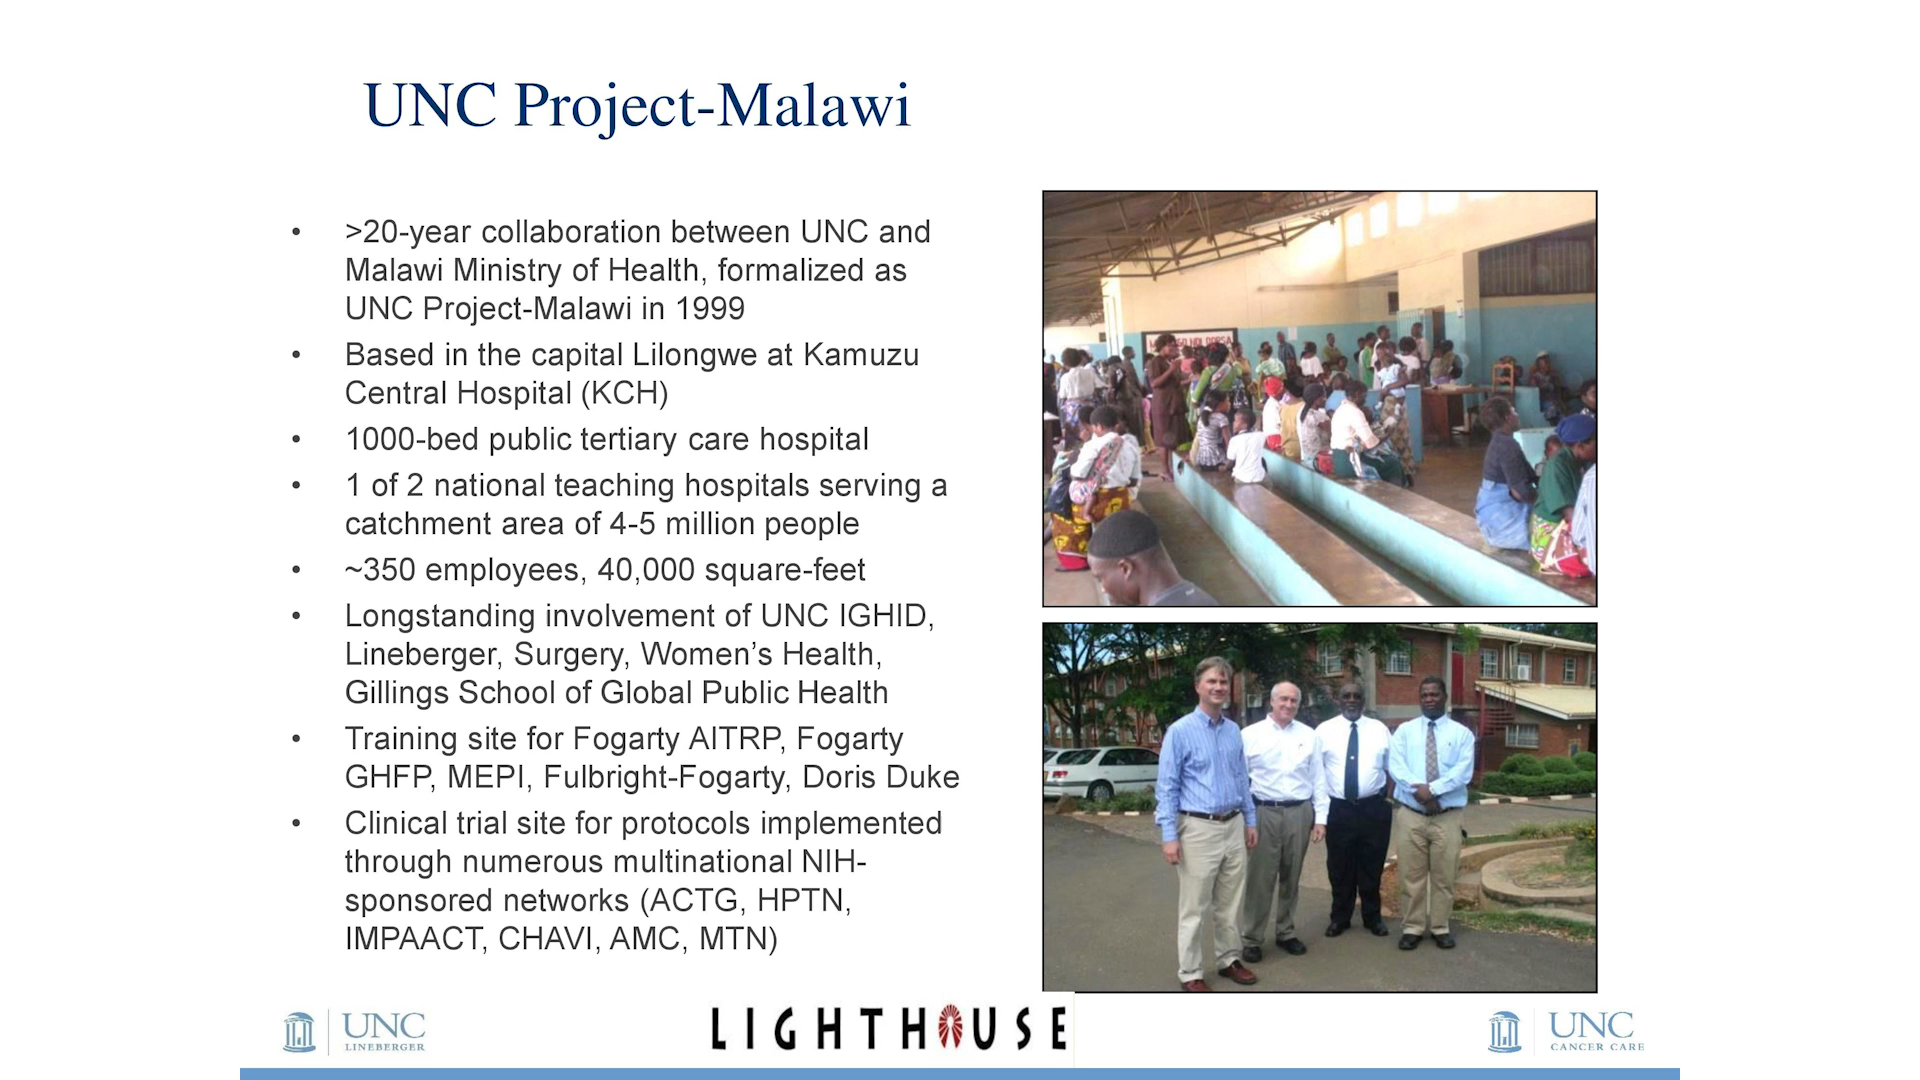 UNC Project-Malawi
• >20-year collaboration between UNC and
Malawi Ministry of Health, formalized as
UNC Project-Malawi in 1999
• Based in the capital Lilongwe at Kamuzu
Central Hospital (KCH)
• 1000-bed public tertiary care hospital
• 1 of 2 national teaching hospitals serving a
catchment area of 4-5 million people
• ~350 employees, 40,000 square-feet
• Longstanding involvement of UNC IGHID,
Lineberger, Surgery, Women’s Health,
Gillings School of Global Public Health
• Training site for Fogarty AITRP, Fogarty
GHFP, MEPI, Fulbright-Fogarty, Doris Duke
• Clinical trial site for protocols implemented
through numerous multinational NIH-
sponsored networks (ACTG, HPTN,
IMPAACT, CHAVI, AMC, MTN)
UNC
LINEBERGER
LIGHTHOUSE
UNC
CANCER CARE